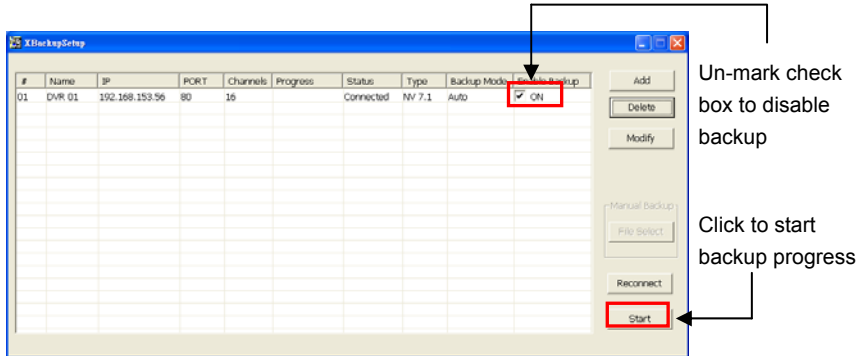 XBackupSetup
# Name IP PORT Channels Progress Status Type Backup Mode Enable Backup
01 DVR 01 192.168.153.56 80 16 Connected NV 7.1 Auto ON
Add
Delete
Modify
Manual Backup
File Select
Reconnect
Start
Un-mark check
box to disable
backup
Click to start
backup progress